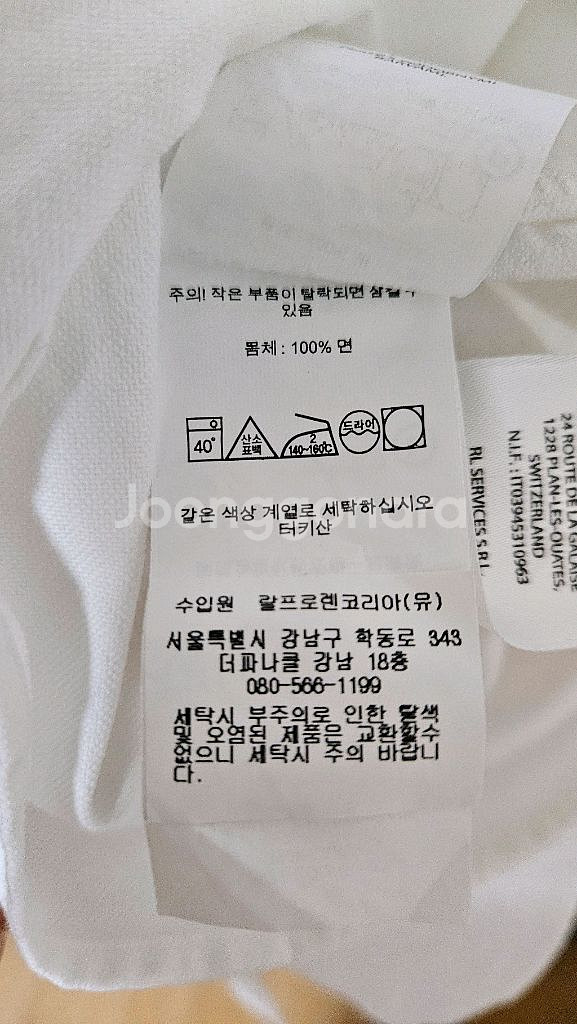 주의! 작은 부품이 탈락되면 삼킬 수
있음
몸체 : 100% 면
40°
산소
표백
2
140~160℃
드라이
같은 색상 계열로 세탁하십시오
터키산
Joonggonara
수입원 랄프로렌코리아(유)
서울특별시 강남구 학동로 343
더피나클 강남 18층
080-566-1199
세탁시 부주의로 인한 탈색
및 오염된 제품은 교환할수
없으니 세탁시 주의 바랍니
다.
24 ROUTE DE LA GALAISE
1228 PLAN-LES-OUATES,
SWITZERLAND
N.I.F. : IT03945310963
RL SERVICES S.R.L.